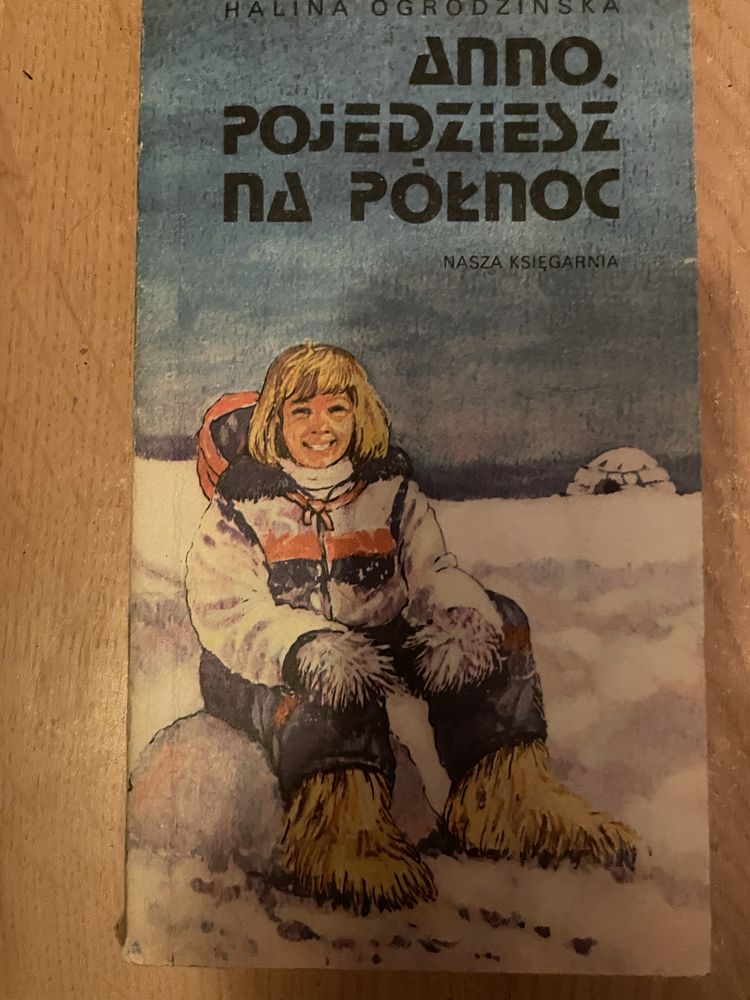 HALINA OGRODZIŃSKA
ANNO,
POJEDZIESZ
NA PÓŁNOC
NASZA KSIĘGARNIA